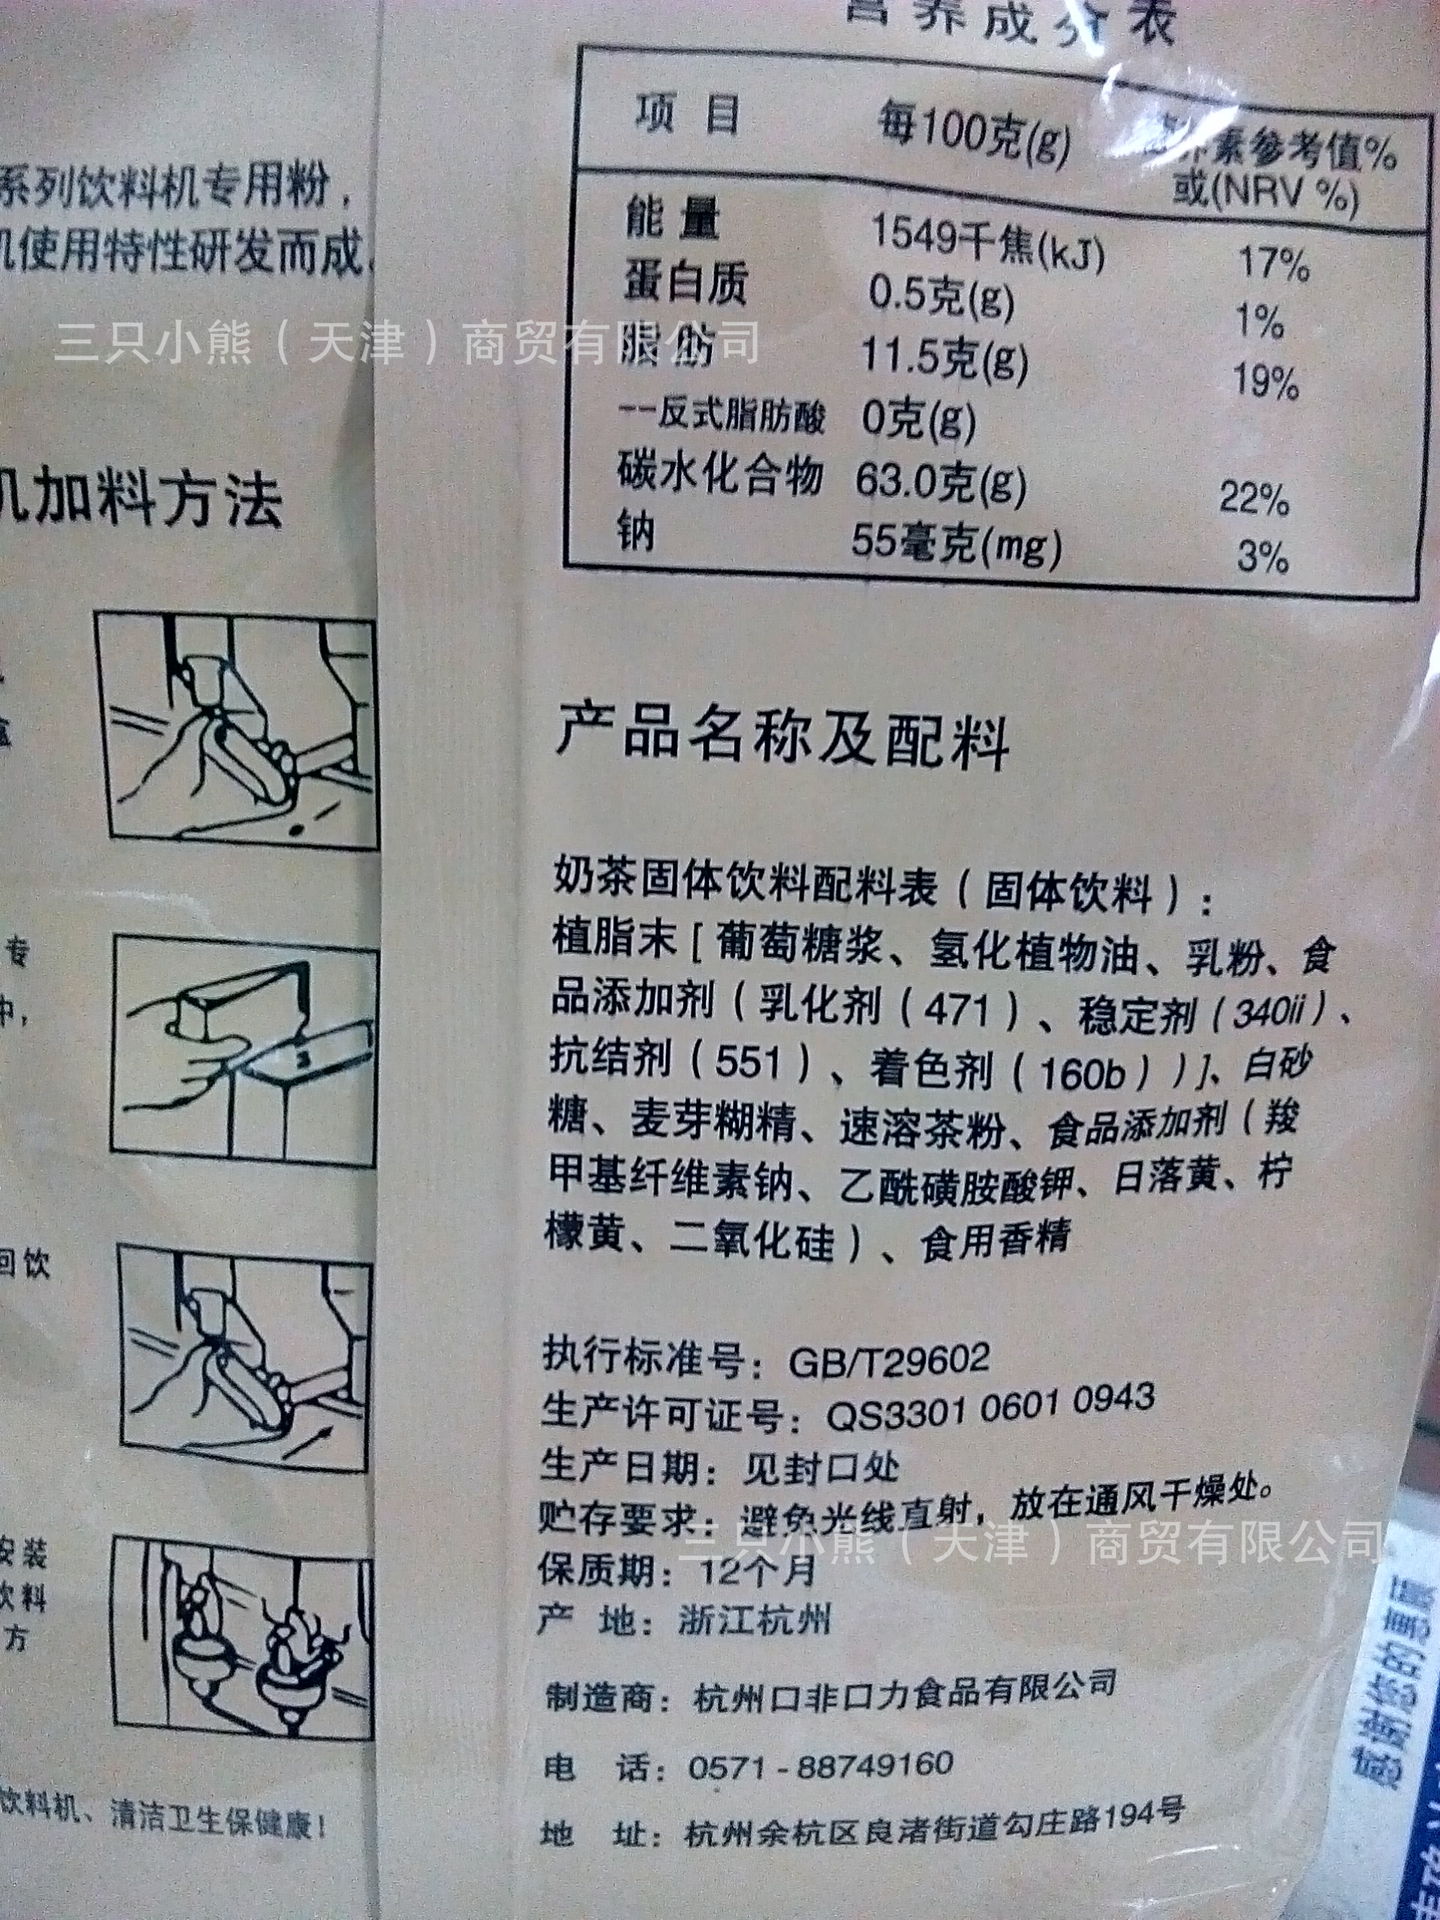 营养成分表
项目 每100克(g) 营养素参考值%
或(NRV %)
能量 1549千焦(kJ) 17%
蛋白质 0.5克(g) 1%
脂肪 11.5克(g) 19%
--反式脂肪酸 0克(g)
碳水化合物 63.0克(g) 22%
钠 55毫克(mg) 3%
系列饮料机专用粉，
机使用特性研发而成
三只小熊（天津）商贸有限公司
机加料方法
专
中，
回饮
安装
饮料
方
饮料机、清洁卫生保健康！
产品名称及配料
奶茶固体饮料配料表（固体饮料）：
植脂末[葡萄糖浆、氢化植物油、乳粉、食
品添加剂（乳化剂（471）、稳定剂（340ii）、
抗结剂（551）、着色剂（160b））]、白砂
糖、麦芽糊精、速溶茶粉、食品添加剂（羧
甲基纤维素钠、乙酰磺胺酸钾、日落黄、柠
檬黄、二氧化硅）、食用香精
执行标准号：GB/T29602
生产许可证号：QS3301 0601 0943
生产日期：见封口处
贮存要求：避免光线直射，放在通风干燥处。
三只小熊（天津）商贸有限公司
保质期：12个月
产 地：浙江杭州
制造商：杭州口非口力食品有限公司
电 话：0571-88749160
地 址：杭州余杭区良渚街道勾庄路194号
感谢您的惠顾